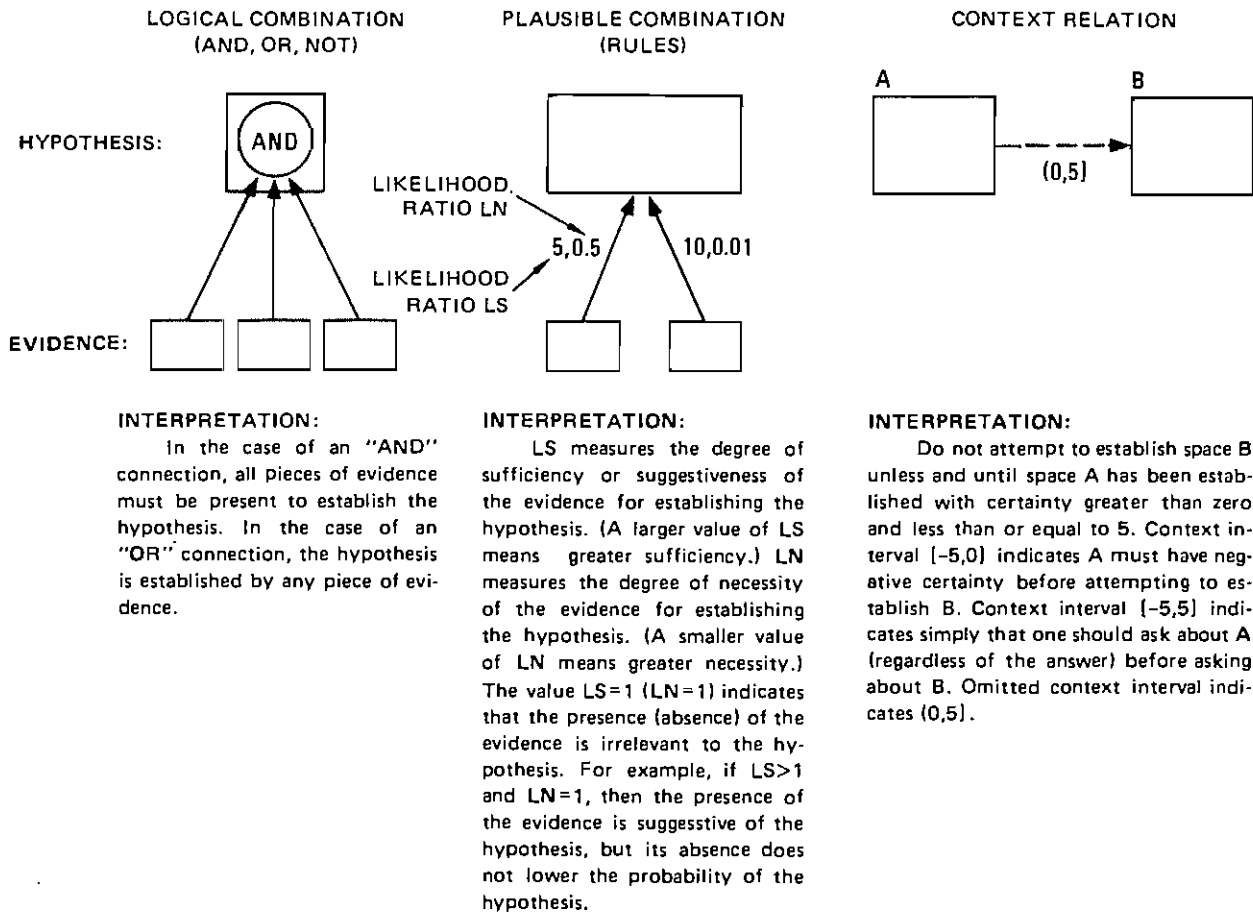 LOGICAL COMBINATION
(AND, OR, NOT)
PLAUSIBLE COMBINATION
(RULES)
CONTEXT RELATION
HYPOTHESIS:
AND
LIKELIHOOD
RATIO LN
5,0.5
10,0.01
LIKELIHOOD
RATIO LS
A
B
(0,5]
EVIDENCE:
INTERPRETATION:
In the case of an "AND"
connection, all pieces of evidence
must be present to establish the
hypothesis. In the case of an
"OR" connection, the hypothesis
is established by any piece of evi-
dence.
INTERPRETATION:
LS measures the degree of
sufficiency or suggestiveness of
the evidence for establishing the
hypothesis. (A larger value of LS
means greater sufficiency.) LN
measures the degree of necessity
of the evidence for establishing
the hypothesis. (A smaller value
of LN means greater necessity.)
The value LS=1 (LN=1) indicates
that the presence (absence) of the
evidence is irrelevant to the hy-
pothesis. For example, if LS>1
and LN=1, then the presence of
the evidence is suggesstive of the
hypothesis, but its absence does
not lower the probability of the
hypothesis.
INTERPRETATION:
Do not attempt to establish space B
unless and until space A has been estab-
lished with certainty greater than zero
and less than or equal to 5. Context in-
terval [-5,0) indicates A must have neg-
ative certainty before attempting to es-
tablish B. Context interval [-5,5] indi-
cates simply that one should ask about A
(regardless of the answer) before asking
about B. Omitted context interval indi-
cates (0,5].